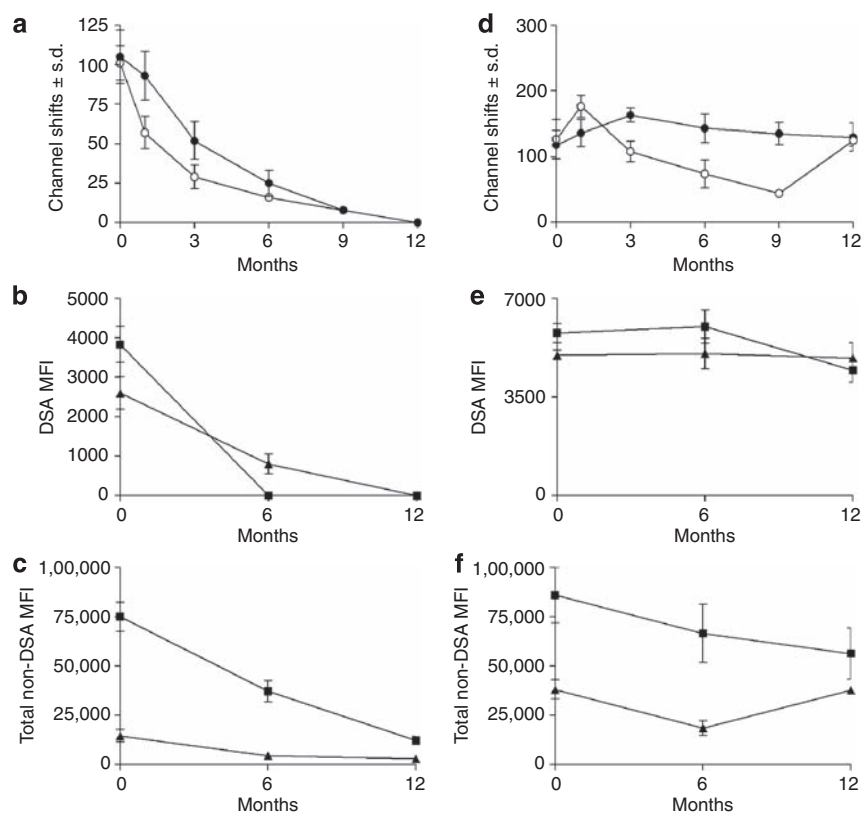 a
Channel shifts ± s.d.
125
100
75
50
25
0
0 3 6 9 12
Months
b
DSA MFI
5000
4000
3000
2000
1000
0
0 6 12
Months
c
Total non-DSA MFI
1,00,000
75,000
50,000
25,000
0
0 6 12
Months
d
Channel shifts ± s.d.
300
200
100
0
0 3 6 9 12
Months
e
DSA MFI
7000
3500
0
0 6 12
Months
f
Total non-DSA MFI
1,00,000
75,000
50,000
25,000
0
0 6 12
Months